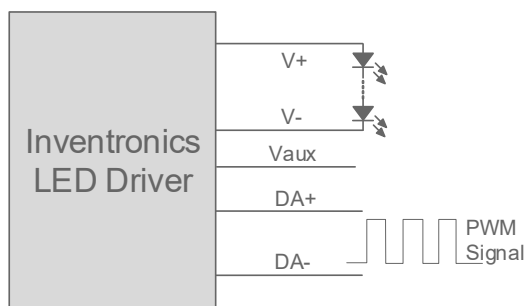 Inventronics
LED Driver
V+
V-
Vaux
DA+
DA-
PWM
Signal